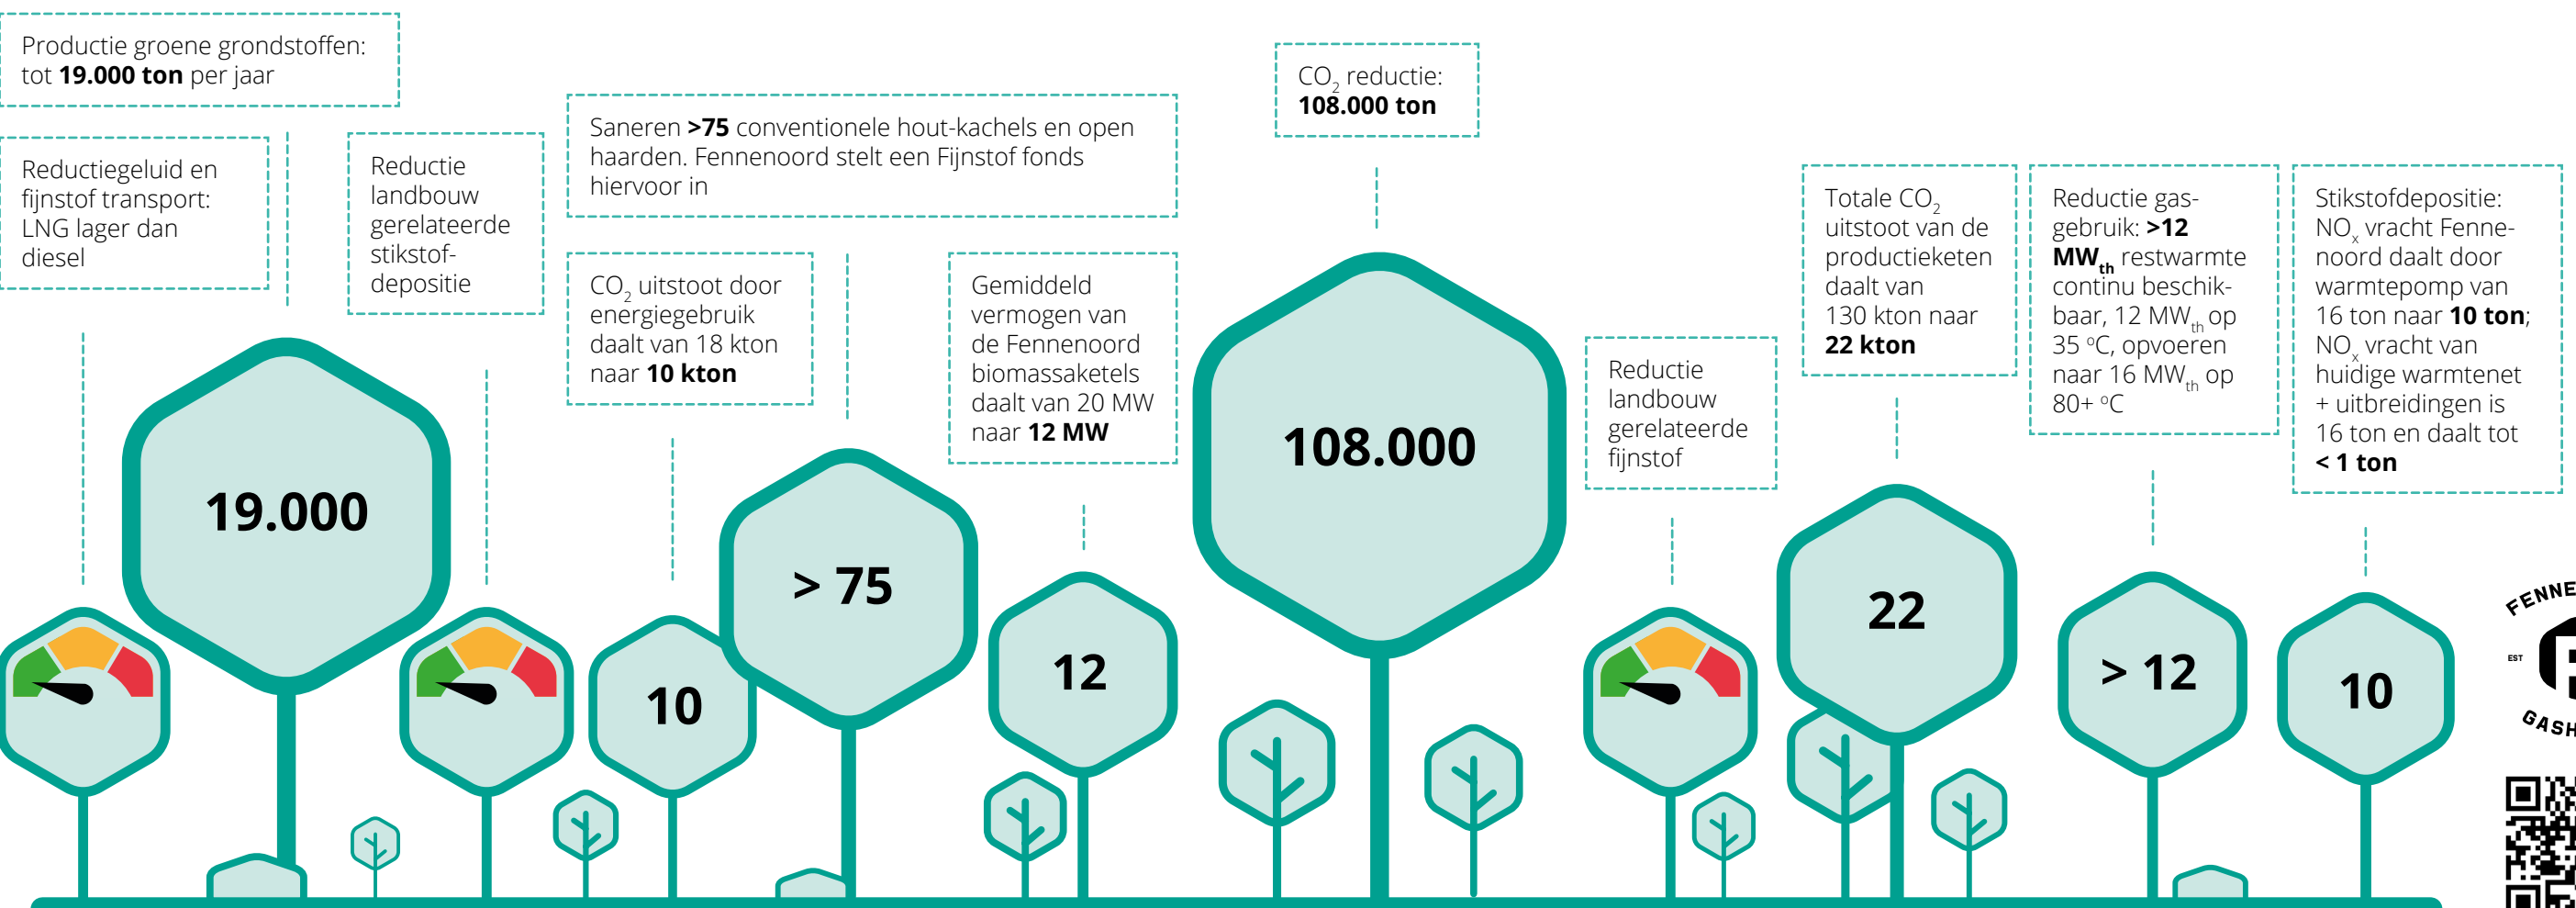 Productie groene grondstoffen:
tot 19.000 ton per jaar
Reductiegeluid en
fijnstof transport:
LNG lager dan
diesel
Reductie
landbouw
gerelateerde
stikstof-
depositie
Saneren >75 conventionele hout-kachels en open
haarden. Fennenoord stelt een Fijnstof fonds
hiervoor in
CO₂ uitstoot door
energiegebruik
daalt van 18 kton
naar 10 kton
Gemiddeld
vermogen van
de Fennenoord
biomassaketels
daalt van 20 MW
naar 12 MW
CO₂ reductie:
108.000 ton
Reductie
landbouw
gerelateerde
fijnstof
Totale CO₂
uitstoot van de
productieketen
daalt van
130 kton naar
22 kton
Reductie gas-
gebruik: >12
MWth restwarmte
continu beschik-
baar, 12 MWth op
35 °C, opvoeren
naar 16 MWth op
80+ °C
Stikstofdepositie:
NOx vracht Fenne-
noord daalt door
warmtepomp van
16 ton naar 10 ton;
NOx vracht van
huidige warmtenet
+ uitbreidingen is
16 ton en daalt tot
< 1 ton
19.000
10
> 75
12
108.000
22
> 12
10
FENNE
EST
GASH